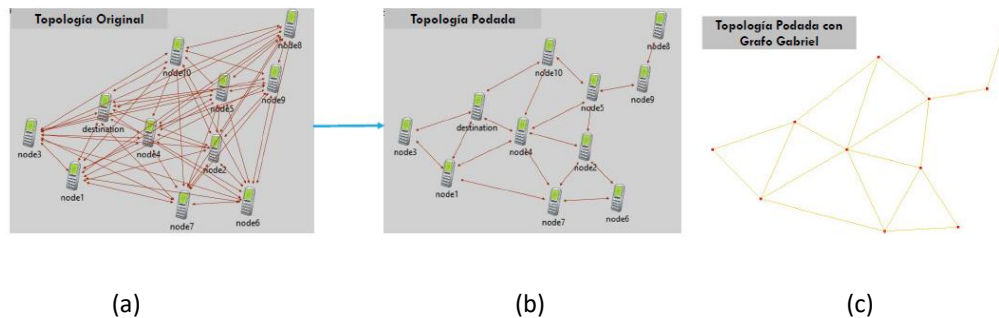 Topología Original
node8
node10
node5
node9
destination
node3
node4
node2
node1
node7
node6
Topología Podada
node8
node10
node5
node9
destination
node3
node4
node2
node1
node7
node6
Topología Podada con
Grafo Gabriel
(a)
(b)
(c)